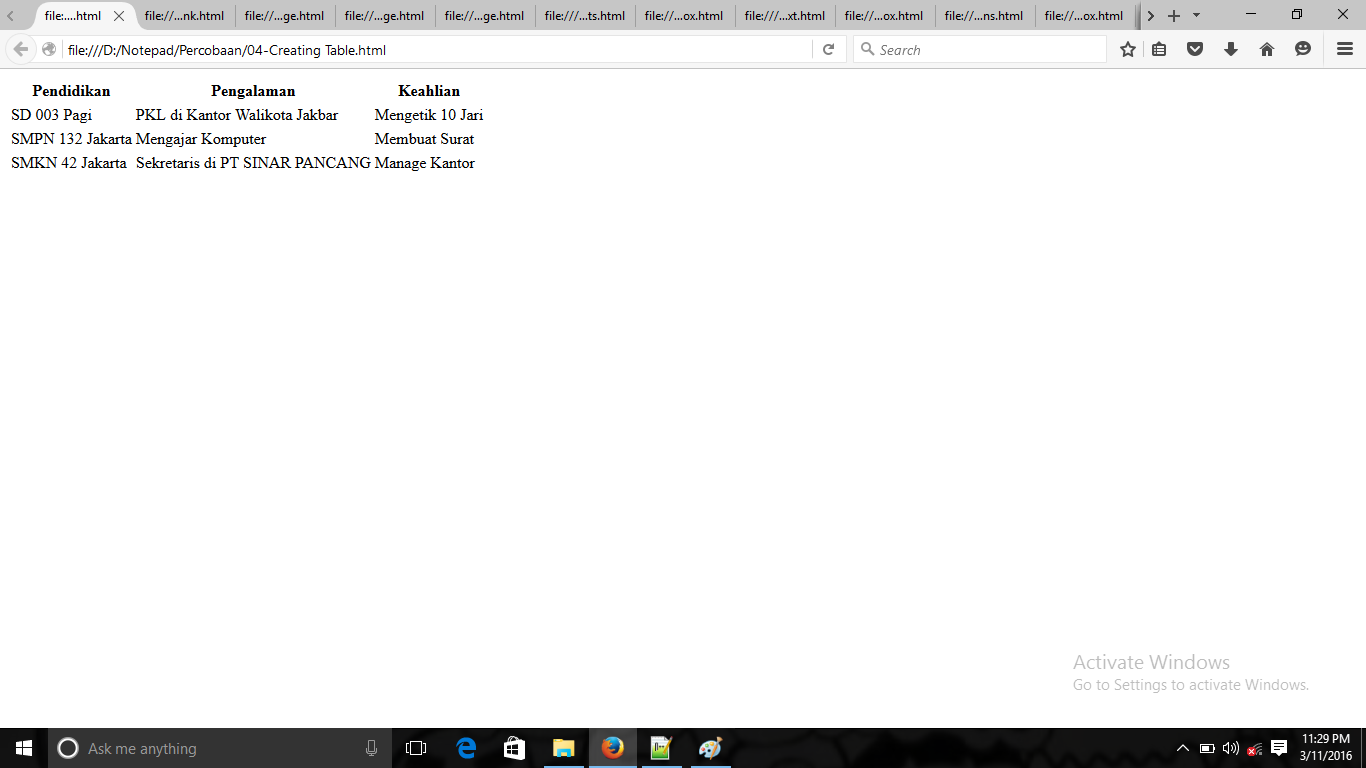 file:....html file://...nk.html file://...ge.html file://...ge.html file://...ge.html file:///...ts.html file://...ox.html file:///...xt.html file://...ox.html file://...ns.html file://...ox.html
file:///D:/Notepad/Percobaan/04-Creating Table.html Search
Pendidikan Pengalaman Keahlian
SD 003 Pagi PKL di Kantor Walikota Jakbar Mengetik 10 Jari
SMPN 132 Jakarta Mengajar Komputer Membuat Surat
SMKN 42 Jakarta Sekretaris di PT SINAR PANCANG Manage Kantor
Activate Windows
Go to Settings to activate Windows.
Ask me anything
11:29 PM
3/11/2016